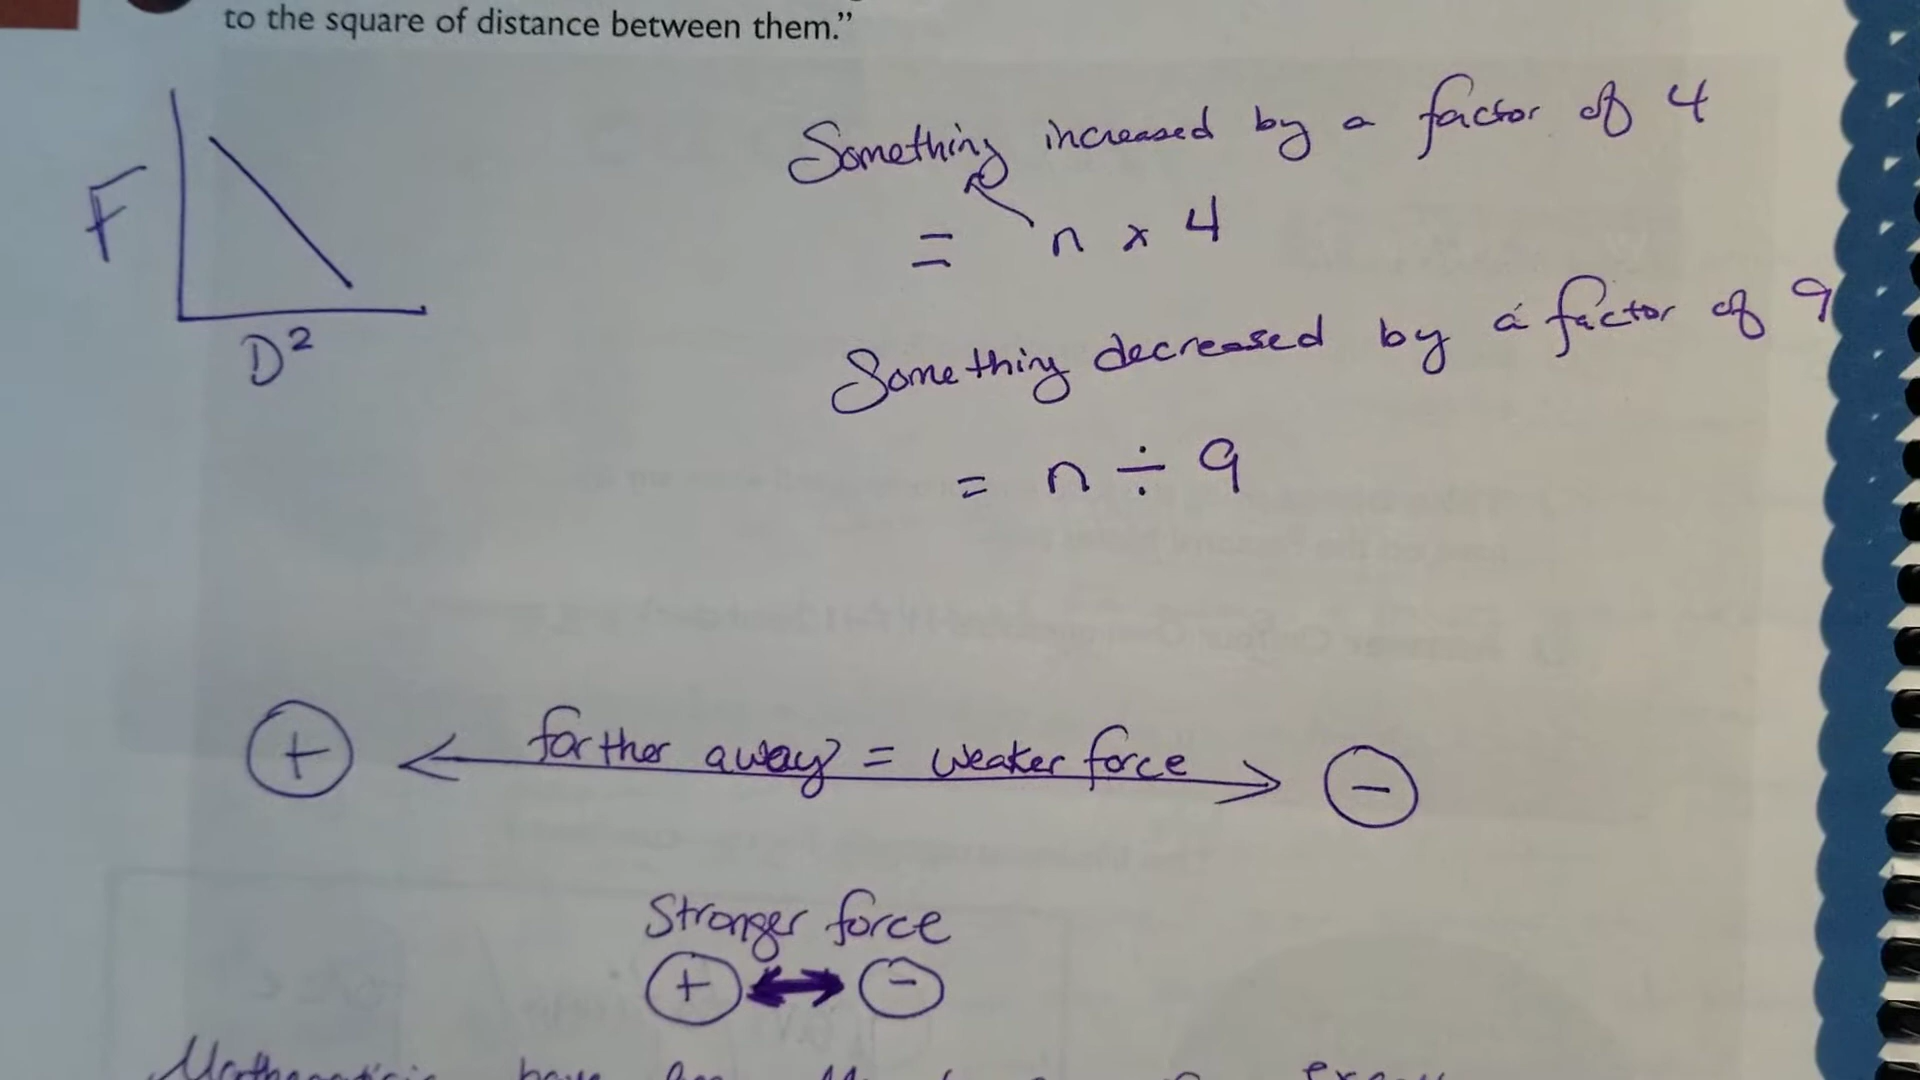 to the square of distance between them.”
Something increased by a factor of 4
F
= n × 4
D²
Something decreased by a factor of 9
= n ÷ 9
+ farther away = weaker force -
Stronger force
+ -
have